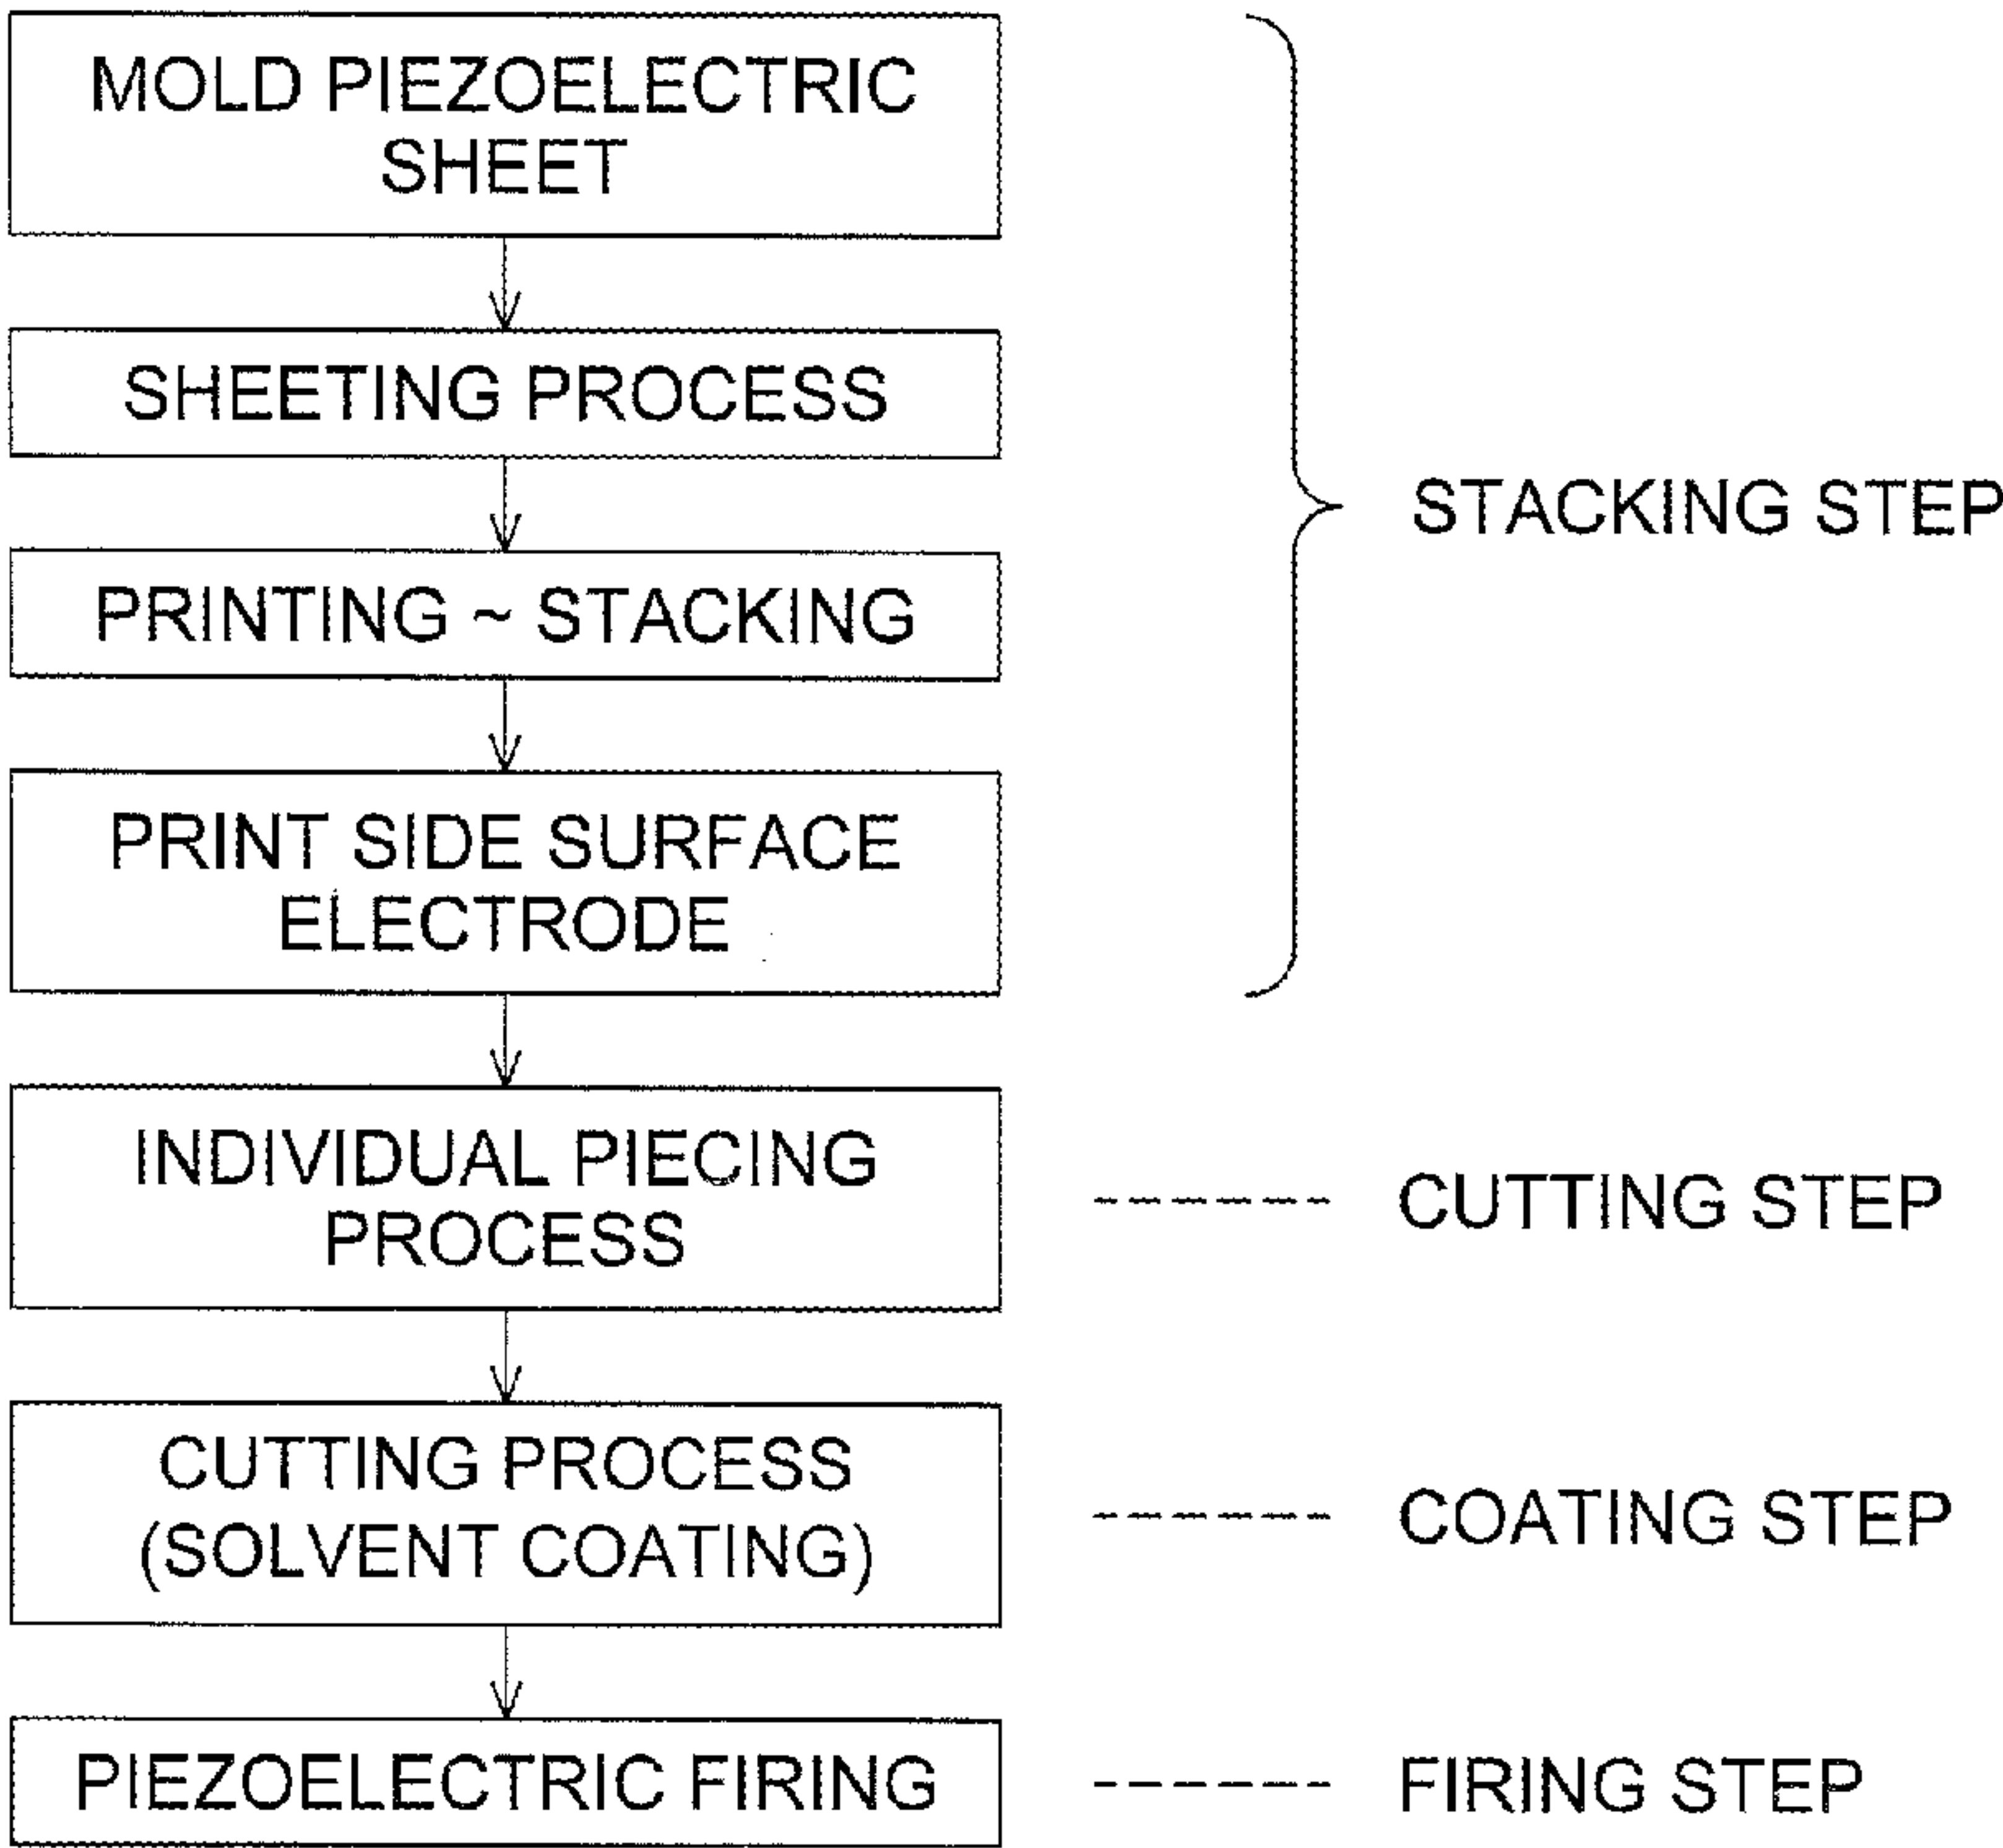 MOLD PIEZOELECTRIC
SHEET
SHEETING PROCESS
STACKING STEP
PRINTING ~ STACKING
PRINT SIDE SURFACE
ELECTRODE
INDIVIDUAL PIECING
PROCESS
CUTTING STEP
CUTTING PROCESS
(SOLVENT COATING)
COATING STEP
PIEZOELECTRIC FIRING
FIRING STEP